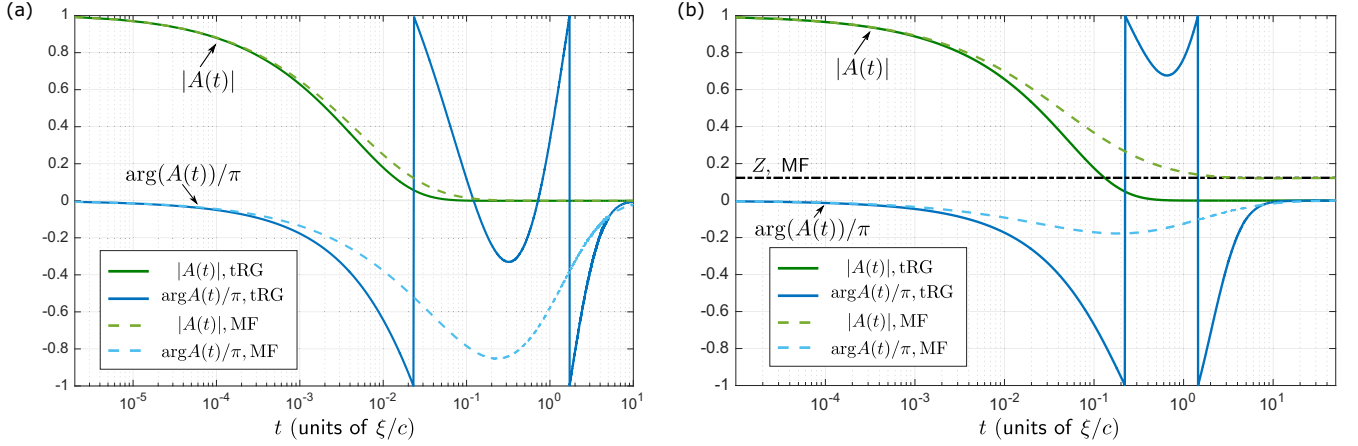 (a)
1
0.8
0.6
0.4
0.2
0
-0.2
-0.4
-0.6
-0.8
-1
|A(t)|
arg(A(t))/π
|A(t)|, tRG
argA(t)/π, tRG
|A(t)|, MF
argA(t)/π, MF
10^-5 10^-4 10^-3 10^-2 10^-1 10^0 10^1
t (units of ξ/c)
(b)
1
0.8
0.6
0.4
0.2
0
-0.2
-0.4
-0.6
-0.8
-1
|A(t)|
Z, MF
arg(A(t))/π
|A(t)|, tRG
argA(t)/π, tRG
|A(t)|, MF
argA(t)/π, MF
10^-4 10^-3 10^-2 10^-1 10^0 10^1
t (units of ξ/c)